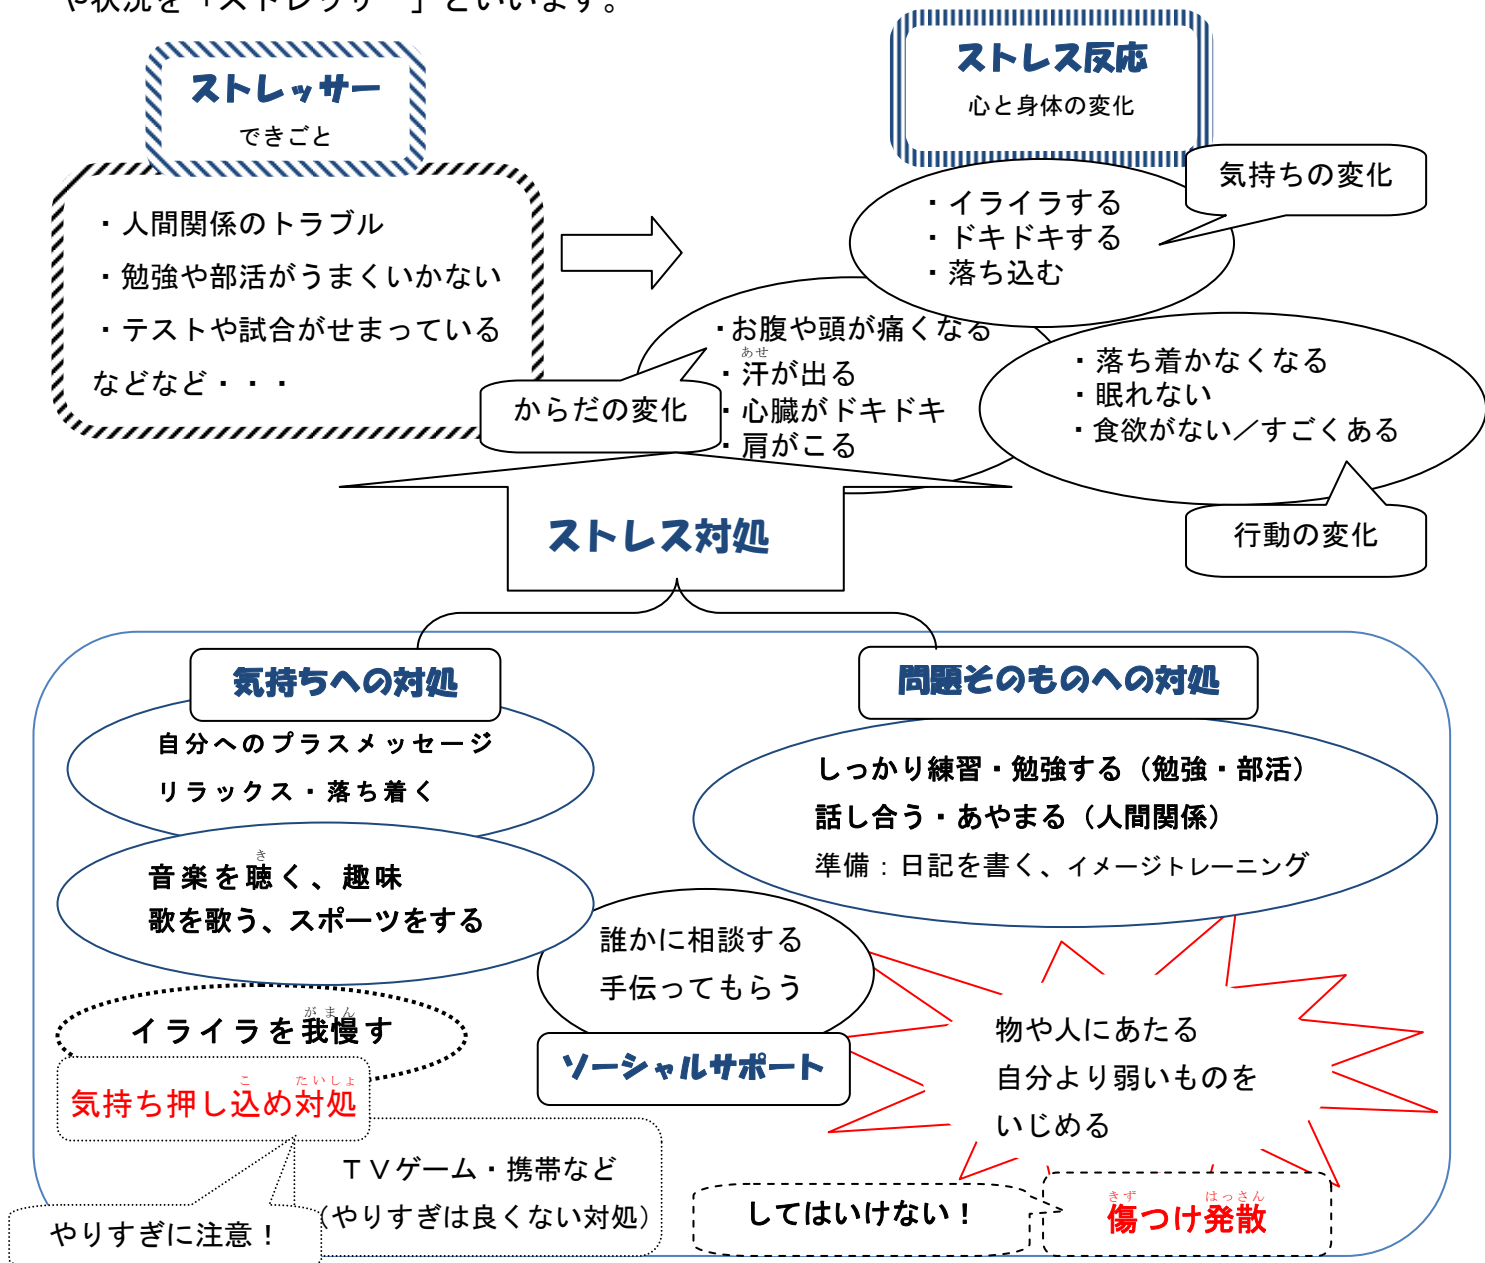 や状況を「ストレッサー」といいます。
ストレッサー
できごと
・人間関係のトラブル
・勉強や部活がうまくいかない
・テストや試合がせまっている
などなど・・・
ストレス反応
心と身体の変化
気持ちの変化
・イライラする
・ドキドキする
・落ち込む
からだの変化
・お腹や頭が痛くなる
あせ
・汗が出る
・心臓がドキドキ
・肩がこる
・落ち着かなくなる
・眠れない
・食欲がない／すごくある
行動の変化
ストレス対処
気持ちへの対処
自分へのプラスメッセージ
リラックス・落ち着く
き
音楽を聴く、趣味
歌を歌う、スポーツをする
がまん
イライラを我慢す
こ たいしょ
気持ち押し込め対処
やりすぎに注意！
ＴＶゲーム・携帯など
（やりすぎは良くない対処）
問題そのものへの対処
しっかり練習・勉強する（勉強・部活）
話し合う・あやまる（人間関係）
準備：日記を書く、イメージトレーニング
誰かに相談する
手伝ってもらう
ソーシャルサポート
物や人にあたる
自分より弱いものを
いじめる
してはいけない！
きず はっさん
傷つけ発散